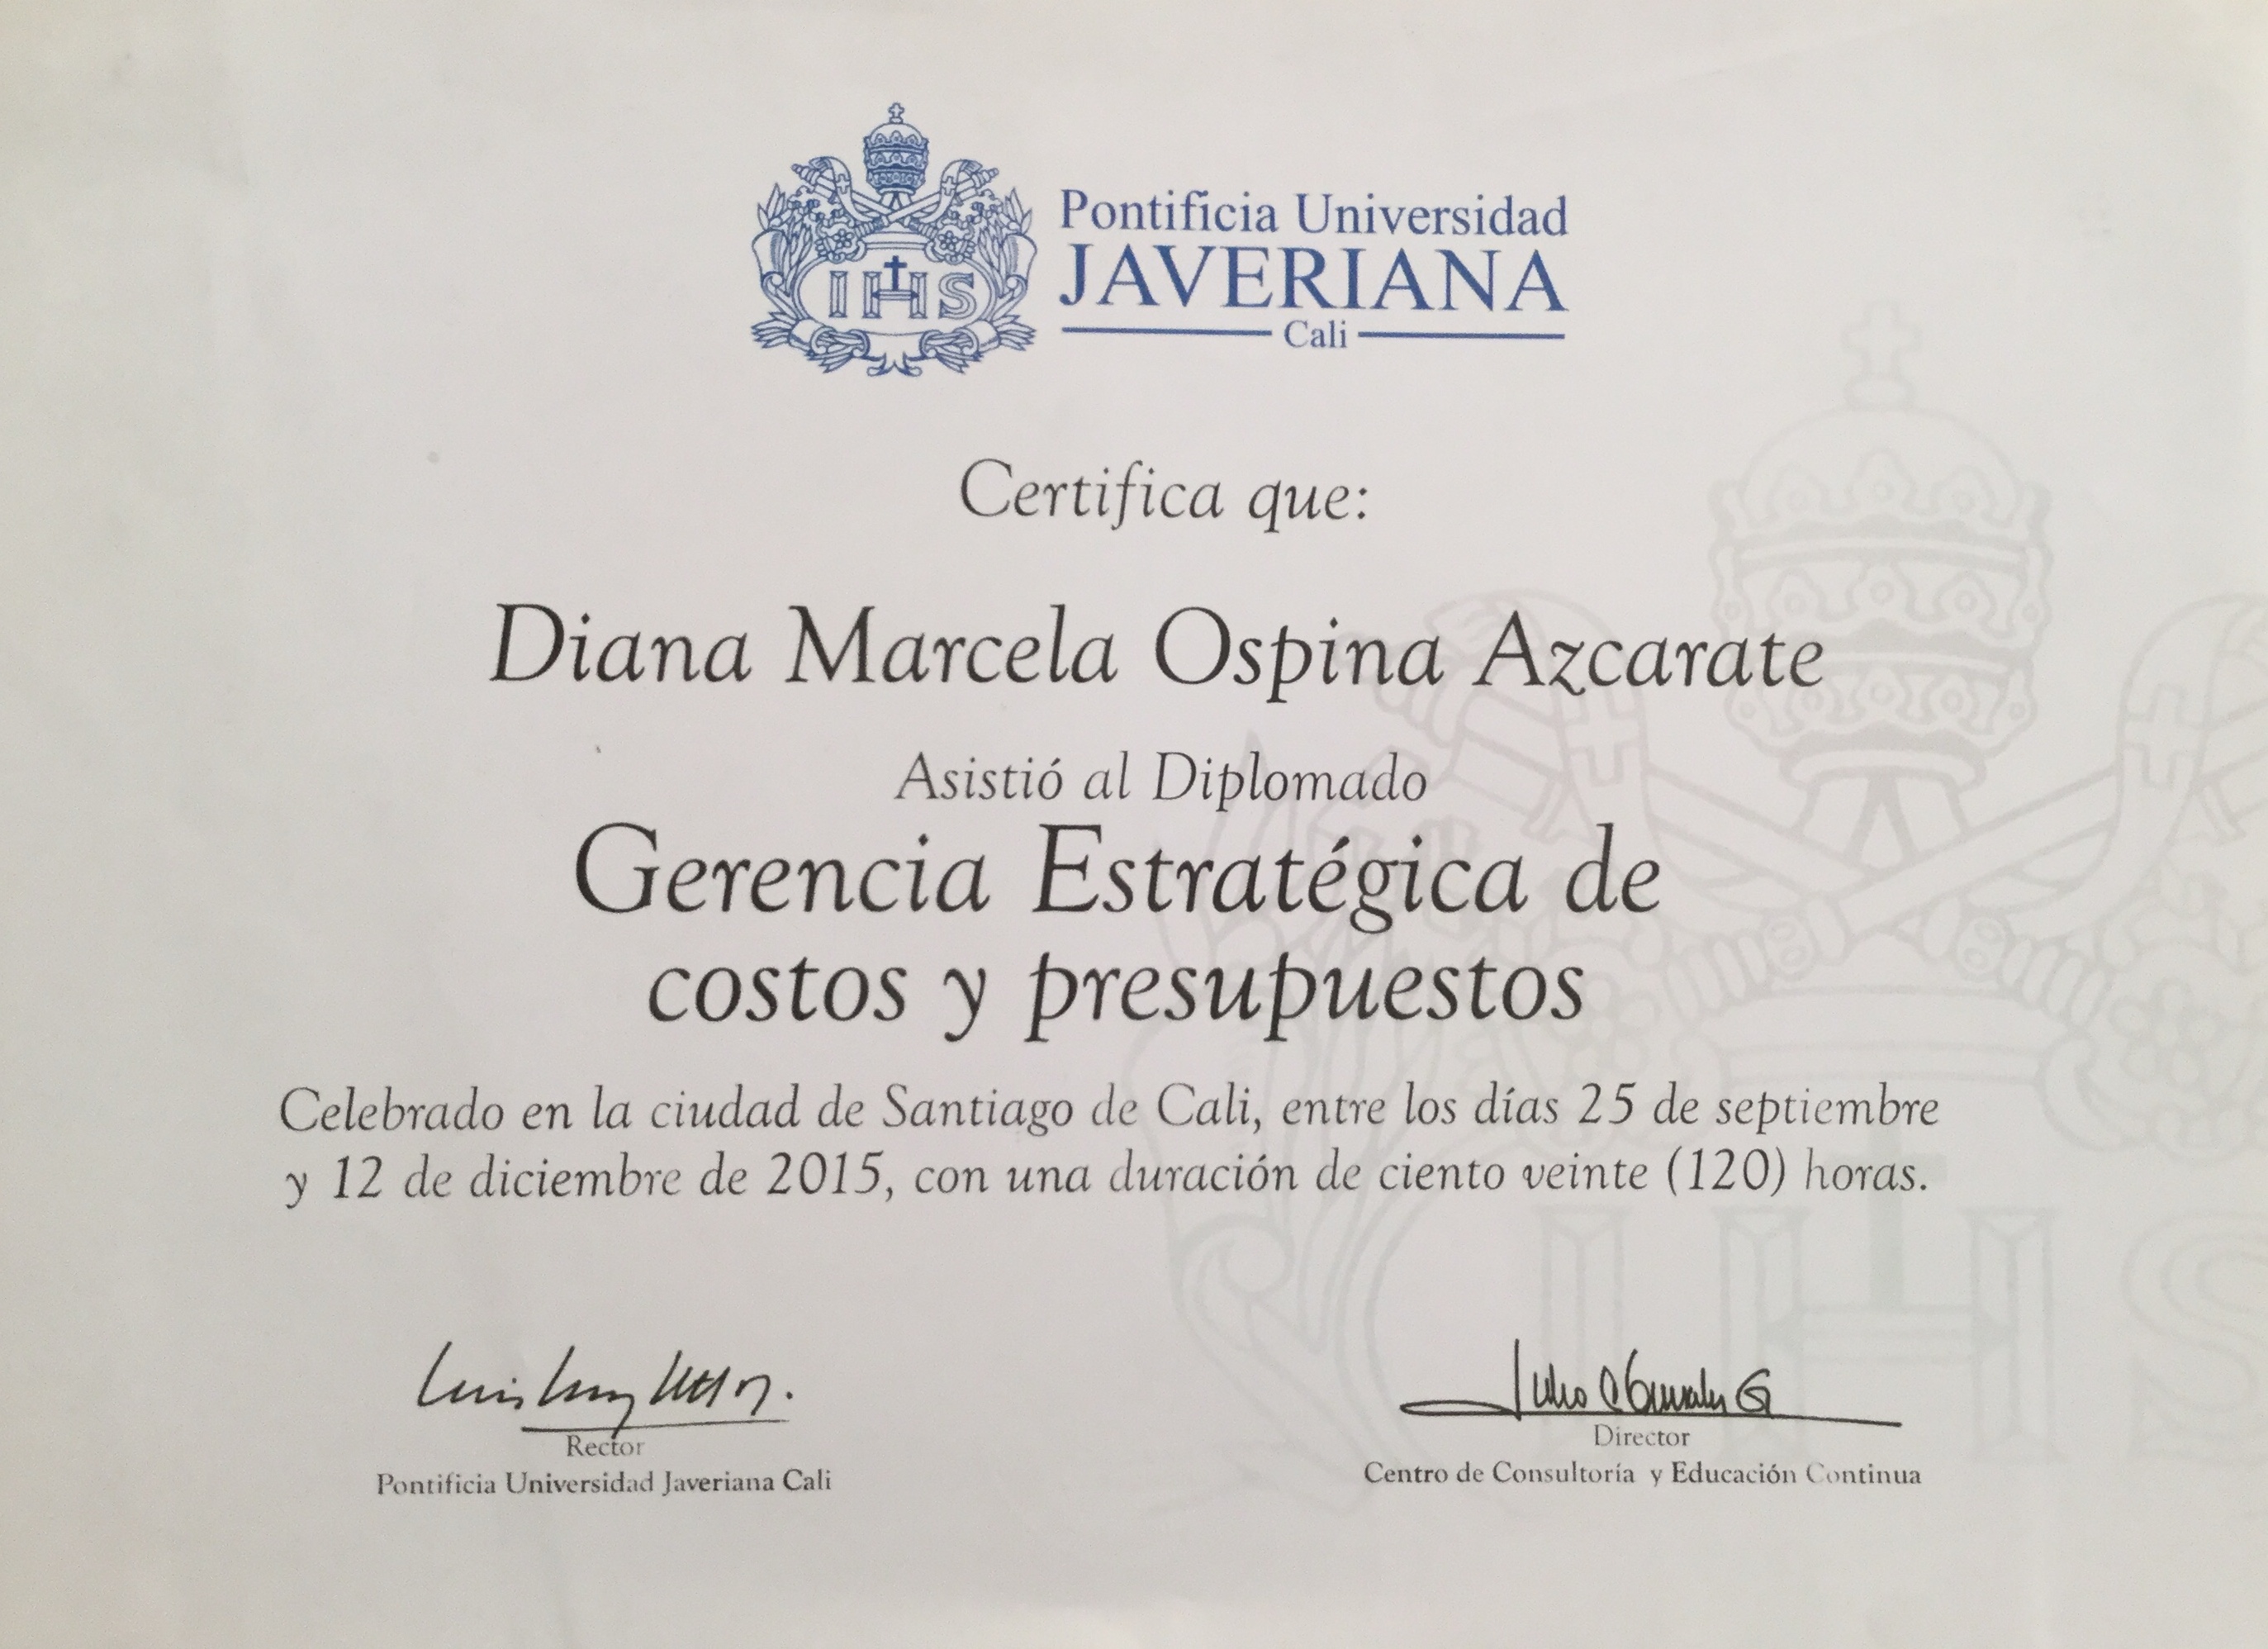 Pontificia Universidad
JAVERIANA
Cali
IHS
Certifica que:
Diana Marcela Ospina Azcarate
Asistió al Diplomado
Gerencia Estratégica de
costos y presupuestos
Celebrado en la ciudad de Santiago de Cali, entre los días 25 de septiembre
y 12 de diciembre de 2015, con una duración de ciento veinte (120) horas.
Rector
Pontificia Universidad Javeriana Cali
Director
Centro de Consultoría y Educación Continua